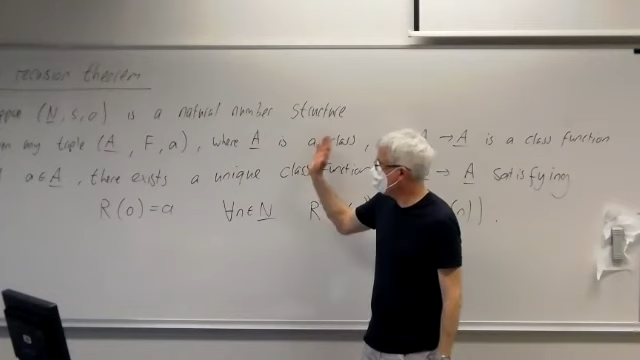 recursion theorem
(N, s, o) is a natural number structure
any tuple (A, F, a), where A is a class, A → A is a class function
a ∈ A, there exists a unique class function → A satisfying
R(o) = a ∀n∈N R (n)).